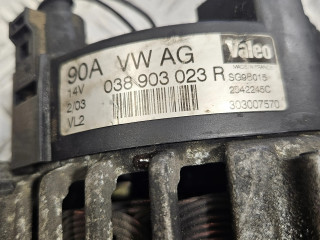 90A VW AG
Valeo
14V
038 903 023 R
SG9B015
2/03
2542245C
VL2
303007570